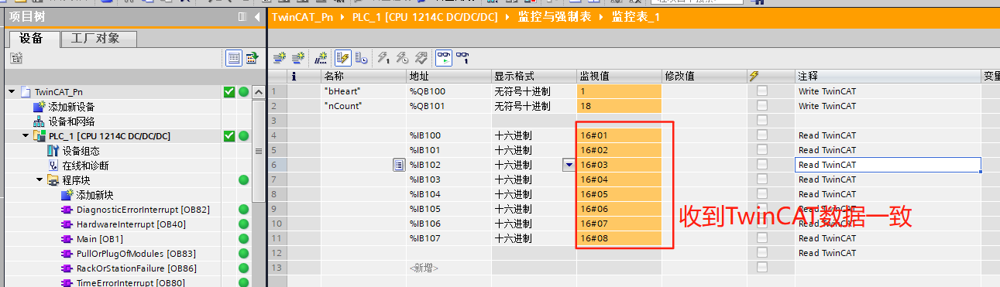 项目树
TwinCAT_Pn ▸ PLC_1 [CPU 1214C DC/DC/DC] ▸ 监控与强制表 ▸ 监控表_1
设备 工厂对象
TwinCAT_Pn
添加新设备
设备和网络
PLC_1 [CPU 1214C DC/DC/DC]
设备组态
在线和诊断
程序块
添加新块
DiagnosticErrorInterrupt [OB82]
HardwareInterrupt [OB40]
Main [OB1]
PullOrPlugOfModules [OB83]
RackOrStationFailure [OB86]
TimeErrorInterrupt [OB80]
i 名称 地址 显示格式 监视值 修改值 注释 变量
1 "bHeart" %QB100 无符号十进制 1 Write TwinCAT
2 "nCount" %QB101 无符号十进制 18 Write TwinCAT
3
4 %IB100 十六进制 16#01 Read TwinCAT
5 %IB101 十六进制 16#02 Read TwinCAT
6 %IB102 十六进制 16#03 Read TwinCAT
7 %IB103 十六进制 16#04 Read TwinCAT
8 %IB104 十六进制 16#05 Read TwinCAT
9 %IB105 十六进制 16#06 Read TwinCAT
10 %IB106 十六进制 16#07 Read TwinCAT
11 %IB107 十六进制 16#08 Read TwinCAT
12 Read TwinCAT
13 <新增>
收到TwinCAT数据一致